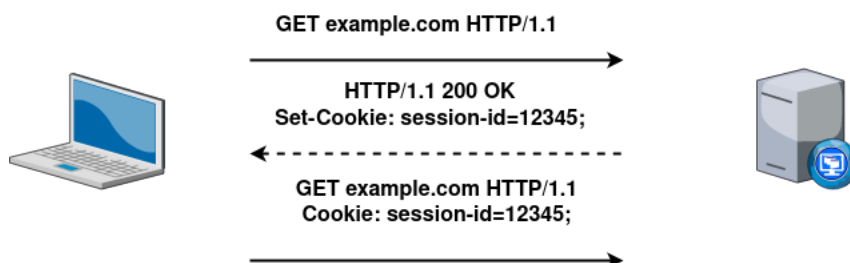 GET example.com HTTP/1.1
HTTP/1.1 200 OK
Set-Cookie: session-id=12345;
GET example.com HTTP/1.1
Cookie: session-id=12345;